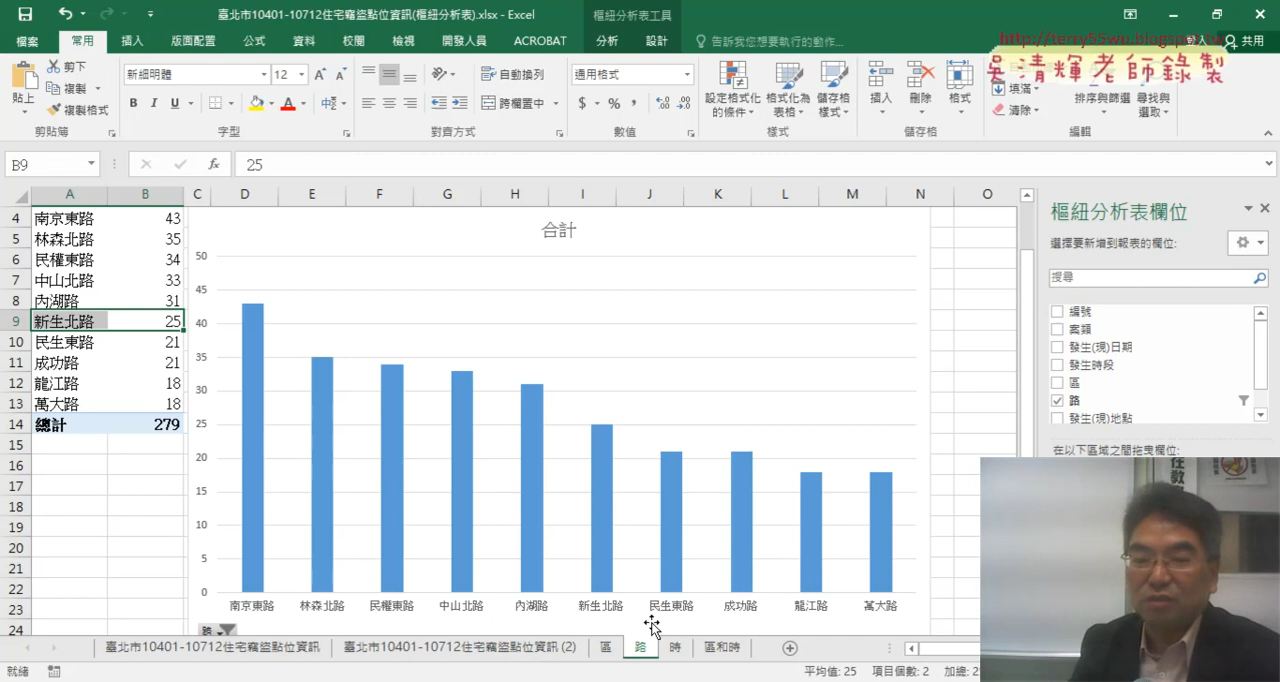 臺北市10401-10712住宅竊盜點位資訊(樞紐分析表).xlsx - Excel
樞紐分析表工具
檔案 常用 插入 版面配置 公式 資料 校閱 檢視 開發人員 ACROBAT 分析 設計 告訴我您想要執行的動作... 登入 共用
http://terry55wu.blogspot.tw
吳清輝老師錄製
貼上 剪下 複製 複製格式
新細明體 12
B I U 中
自動換列 跨欄置中
通用格式
$ % ,
設定格式化的條件 格式化為表格 儲存格樣式
插入 刪除 格式
填滿 清除 排序與篩選 尋找與選取
剪貼簿 字型 對齊方式 數值 樣式 儲存格 編輯
B9 fx 25
A B C D E F G H I J K L M N O
4 南京東路 43
5 林森北路 35
6 民權東路 34
7 中山北路 33
8 內湖路 31
9 新生北路 25
10 民生東路 21
11 成功路 21
12 龍江路 18
13 萬大路 18
14 總計 279
15
16
17
18
19
20
21
22
23
24
合計
50
45
40
35
30
25
20
15
10
5
0
南京東路 林森北路 民權東路 中山北路 內湖路 新生北路 民生東路 成功路 龍江路 萬大路
路
樞紐分析表欄位
選擇要新增到報表的欄位:
搜尋
編號
案類
發生(現)日期
發生時段
區
路
發生(現)地點
在以下區域之間拖曳欄位:
臺北市10401-10712住宅竊盜點位資訊 臺北市10401-10712住宅竊盜點位資訊 (2) 區 路 時 區和時
就緒 平均值: 25 項目個數: 2